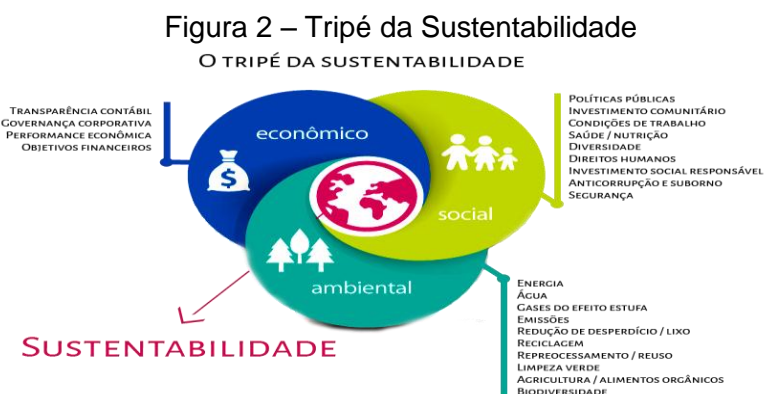 Figura 2 – Tripé da Sustentabilidade
O TRIPÉ DA SUSTENTABILIDADE
TRANSPARÊNCIA CONTÁBIL
GOVERNANÇA CORPORATIVA
PERFORMANCE ECONÔMICA
OBJETIVOS FINANCEIROS
econômico
$
POLÍTICAS PÚBLICAS
INVESTIMENTO COMUNITÁRIO
CONDIÇÕES DE TRABALHO
SAÚDE / NUTRIÇÃO
DIVERSIDADE
DIREITOS HUMANOS
INVESTIMENTO SOCIAL RESPONSÁVEL
ANTICORRUPÇÃO E SUBORNO
SEGURANÇA
social
ambiental
ENERGIA
ÁGUA
GASES DO EFEITO ESTUFA
EMISSÕES
REDUÇÃO DE DESPERDÍCIO / LIXO
RECICLAGEM
REPREOCESSAMENTO / REUSO
LIMPEZA VERDE
AGRICULTURA / ALIMENTOS ORGÂNICOS
BIODIVERSIDADE
SUSTENTABILIDADE